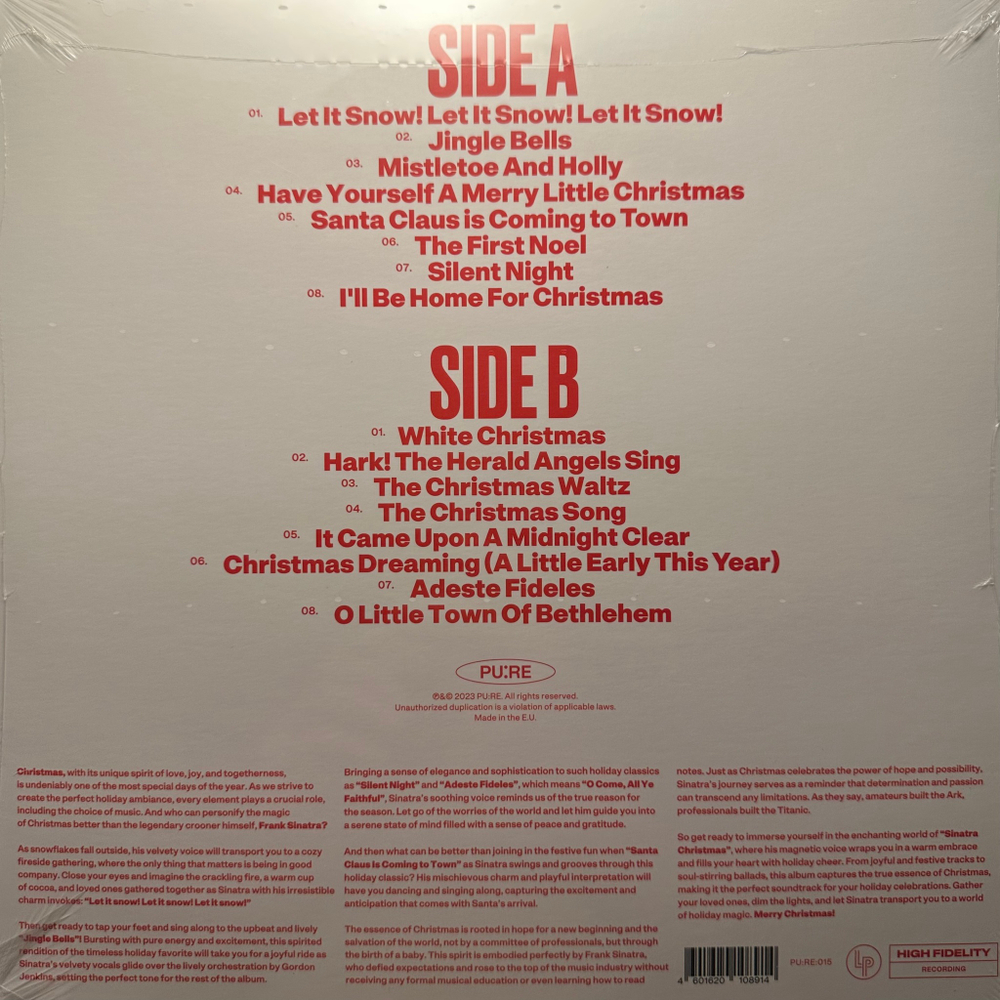 SIDE A
01. Let It Snow! Let It Snow! Let It Snow!
02. Jingle Bells
03. Mistletoe And Holly
04. Have Yourself A Merry Little Christmas
05. Santa Claus is Coming to Town
06. The First Noel
07. Silent Night
08. I'll Be Home For Christmas
SIDE B
01. White Christmas
02. Hark! The Herald Angels Sing
03. The Christmas Waltz
04. The Christmas Song
05. It Came Upon A Midnight Clear
06. Christmas Dreaming (A Little Early This Year)
07. Adeste Fideles
08. O Little Town Of Bethlehem
PU:RE
℗&© 2023 PU:RE. All rights reserved.
Unauthorized duplication is a violation of applicable laws.
Made in the E.U.
Christmas, with its unique spirit of love, joy, and togetherness,
is undeniably one of the most special days of the year. As we strive to
create the perfect holiday ambiance, every element plays a crucial role,
including the choice of music. And who can personify the magic
of Christmas better than the legendary crooner himself, Frank Sinatra?
As snowflakes fall outside, his velvety voice will transport you to a cozy
fireside gathering, where the only thing that matters is being in good
company. Close your eyes and imagine the crackling fire, a warm cup
of cocoa, and loved ones gathered together as Sinatra with his irresistible
charm invokes: "Let it snow! Let it snow! Let it snow!"
Then get ready to tap your feet and sing along to the upbeat and lively
"Jingle Bells"! Bursting with pure energy and excitement, this spirited
rendition of the timeless holiday favorite will take you for a joyful ride as
Sinatra's velvety vocals glide over the lively orchestration by Gordon
Jenkins, setting the perfect tone for the rest of the album.
Bringing a sense of elegance and sophistication to such holiday classics
as "Silent Night" and "Adeste Fideles", which means "O Come, All Ye
Faithful", Sinatra's soothing voice reminds us of the true reason for
the season. Let go of the worries of the world and let him guide you into
a serene state of mind filled with a sense of peace and gratitude.
And then what can be better than joining in the festive fun when "Santa
Claus Is Coming to Town" as Sinatra swings and grooves through this
holiday classic? His mischievous charm and playful interpretation will
have you dancing and singing along, capturing the excitement and
anticipation that comes with Santa's arrival.
The essence of Christmas is rooted in hope for a new beginning and the
salvation of the world, not by a committee of professionals, but through
the birth of a baby. This spirit is embodied perfectly by Frank Sinatra,
who defied expectations and rose to the top of the music industry without
receiving any formal musical education or even learning how to read
notes. Just as Christmas celebrates the power of hope and possibility,
Sinatra's journey serves as a reminder that determination and passion
can transcend any limitations. As they say, amateurs built the Ark,
professionals built the Titanic.
So get ready to immerse yourself in the enchanting world of "Sinatra
Christmas", where his magnetic voice wraps you in a warm embrace
and fills your heart with holiday cheer. From joyful and festive tracks to
soul-stirring ballads, this album captures the true essence of Christmas,
making it the perfect soundtrack for your holiday celebrations. Gather
your loved ones, dim the lights, and let Sinatra transport you to a world
of holiday magic. Merry Christmas!
4 601620 108914
PU:RE:015
LP
HIGH FIDELITY
RECORDING